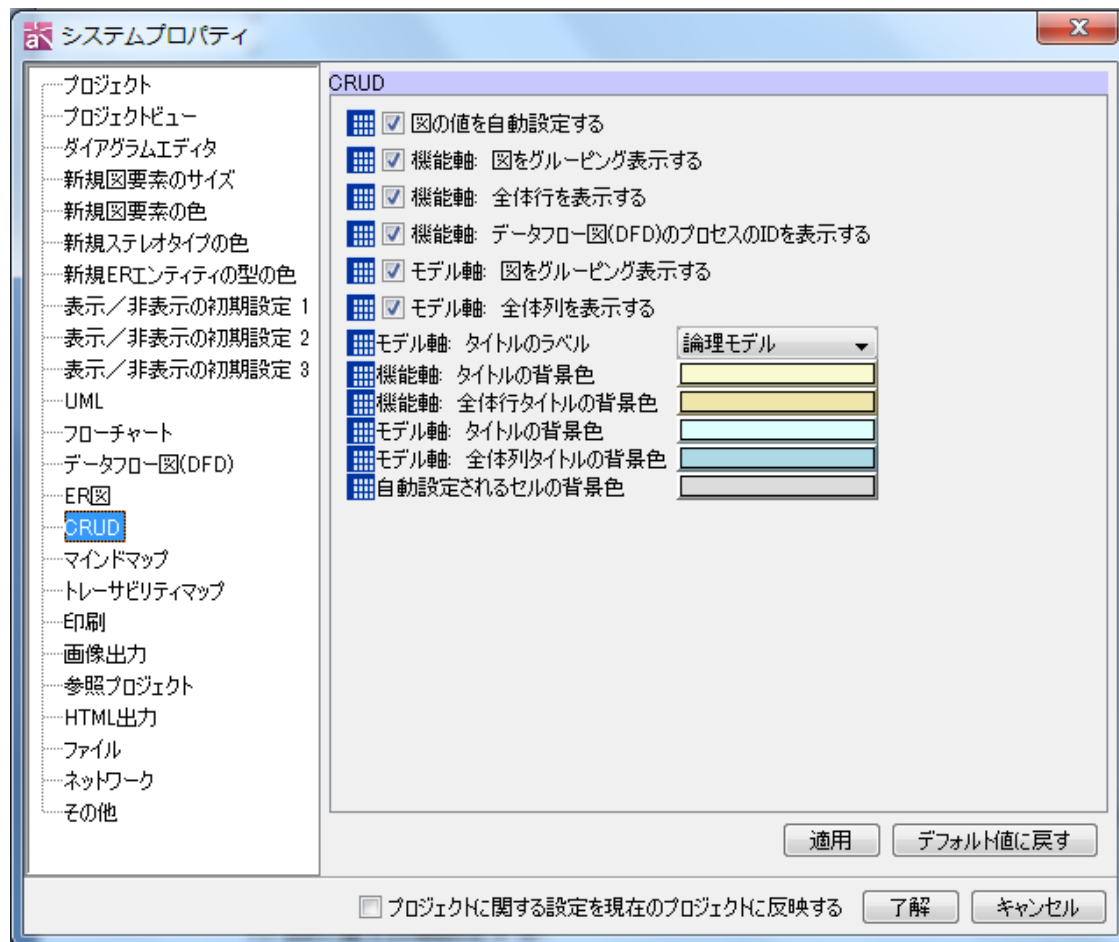 システムプロパティ
プロジェクト
プロジェクトビュー
ダイアグラムエディタ
新規図要素のサイズ
新規図要素の色
新規ステレオタイプの色
新規ERエンティティの型の色
表示/非表示の初期設定 1
表示/非表示の初期設定 2
表示/非表示の初期設定 3
UML
フローチャート
データフロー図(DFD)
ER図
CRUD
マインドマップ
トレーサビリティマップ
印刷
画像出力
参照プロジェクト
HTML出力
ファイル
ネットワーク
その他
CRUD
図の値を自動設定する
機能軸: 図をグルーピング表示する
機能軸: 全体行を表示する
機能軸: データフロー図(DFD)のプロセスのIDを表示する
モデル軸: 図をグルーピング表示する
モデル軸: 全体列を表示する
モデル軸: タイトルのラベル 論理モデル
機能軸: タイトルの背景色
機能軸: 全体行タイトルの背景色
モデル軸: タイトルの背景色
モデル軸: 全体列タイトルの背景色
自動設定されるセルの背景色
適用 デフォルト値に戻す
プロジェクトに関する設定を現在のプロジェクトに反映する 了解 キャンセル